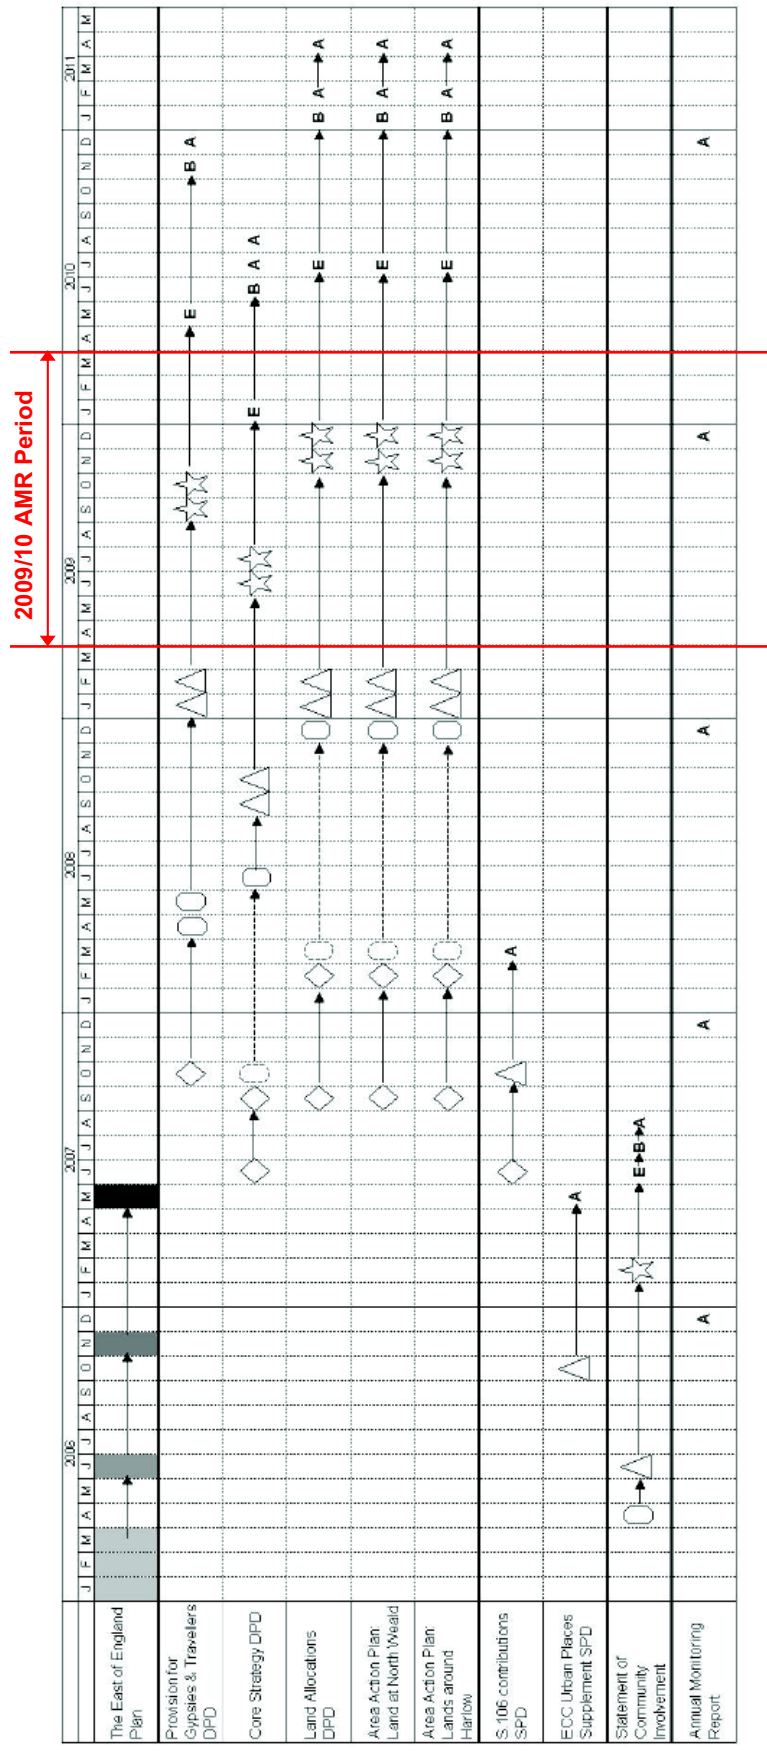 2009/10 AMR Period
2006 2007 2008 2009 2010 2011
J F M A M J J A S O N D J F M A M J J A S O N D J F M A M J J A S O N D J F M A M J J A S O N D J F M A M J J A S O N D J F M A M
The East of England
Plan
Provision for
Gypsies & Travelers
DPD
E B A
Core Strategy DPD
E B A A
Land Allocations
DPD
E B A A
Area Action Plan:
Land at North Weald
E B A A
Area Action Plan:
Lands around
Harlow
E B A A
S.106 contributions
SPD
A
ECC Urban Places
Supplement SPD
A
Statement of
Community
Involvement
E B A
Annual Monitoring
Report
A A A A A